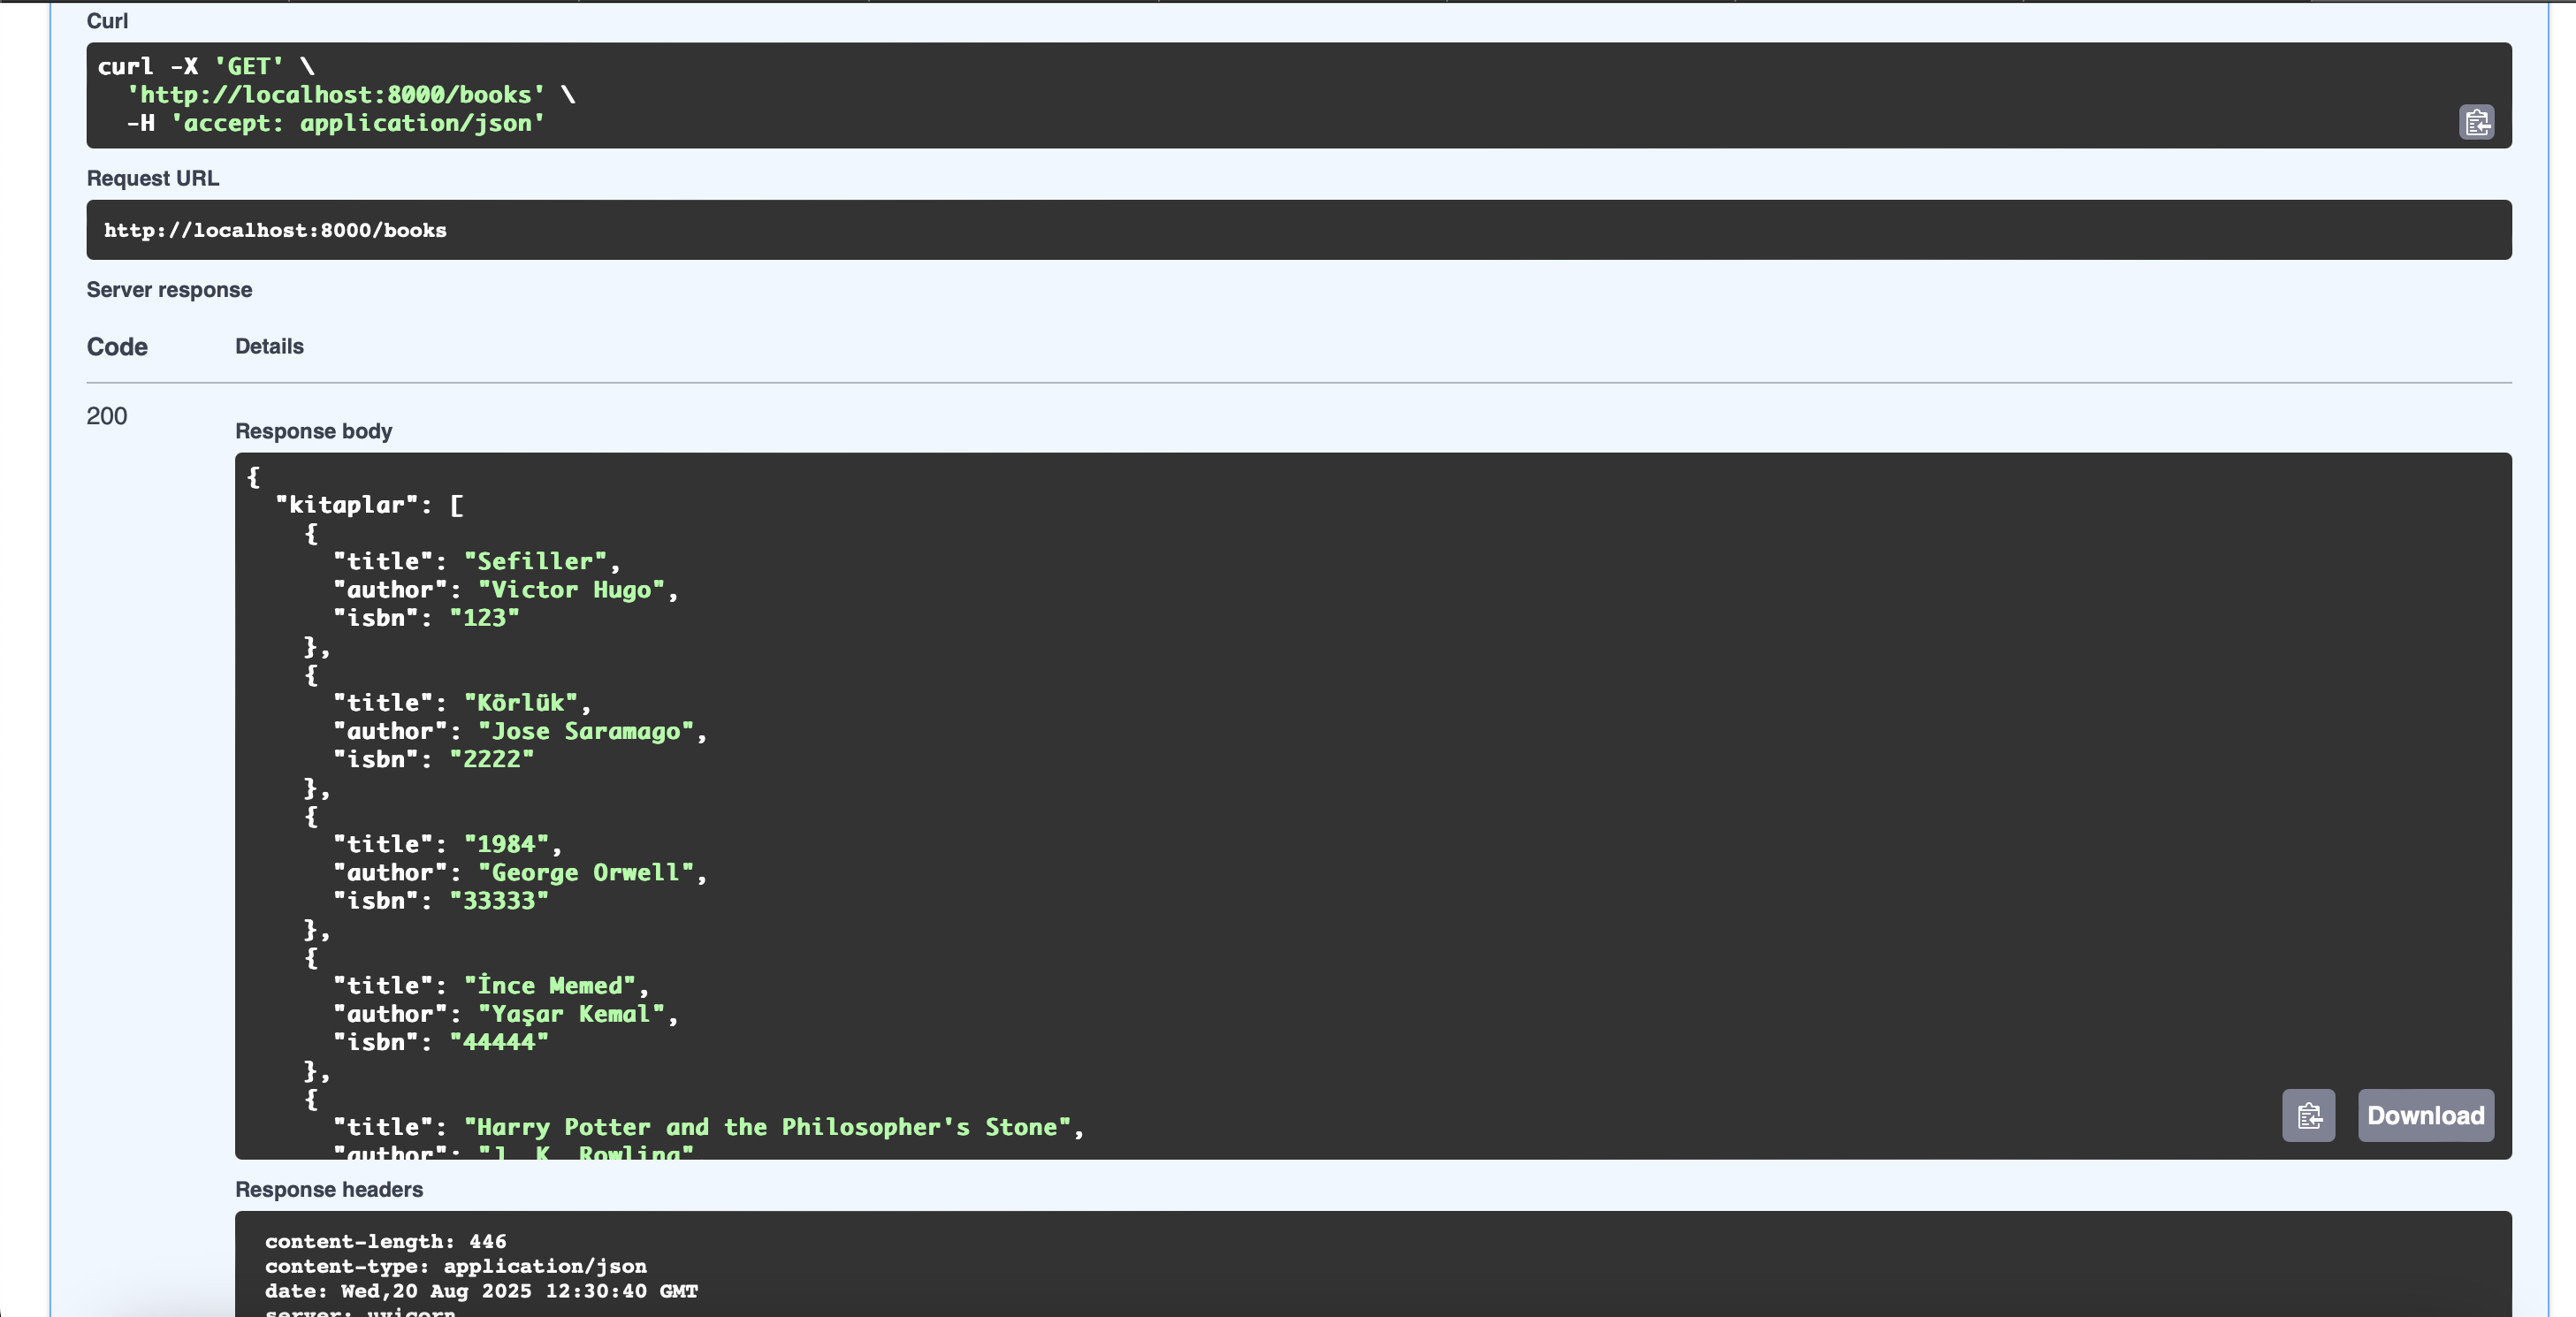 Curl
curl -X 'GET' \
  'http://localhost:8000/books' \
  -H 'accept: application/json'
Request URL
http://localhost:8000/books
Server response
Code Details
200
Response body
{
  "kitaplar": [
    {
      "title": "Sefiller",
      "author": "Victor Hugo",
      "isbn": "123"
    },
    {
      "title": "Körlük",
      "author": "Jose Saramago",
      "isbn": "2222"
    },
    {
      "title": "1984",
      "author": "George Orwell",
      "isbn": "33333"
    },
    {
      "title": "İnce Memed",
      "author": "Yaşar Kemal",
      "isbn": "44444"
    },
    {
      "title": "Harry Potter and the Philosopher's Stone",
      "author": "J. K. Rowling"
Download
Response headers
content-length: 446
content-type: application/json
date: Wed,20 Aug 2025 12:30:40 GMT
server: uvicorn